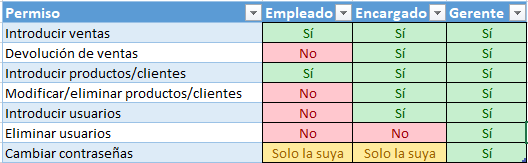 Permiso Empleado Encargado Gerente
Introducir ventas Sí Sí Sí
Devolución de ventas No Sí Sí
Introducir productos/clientes Sí Sí Sí
Modificar/eliminar productos/clientes No Sí Sí
Introducir usuarios No Sí Sí
Eliminar usuarios No No Sí
Cambiar contraseñas Solo la suya Solo la suya Sí